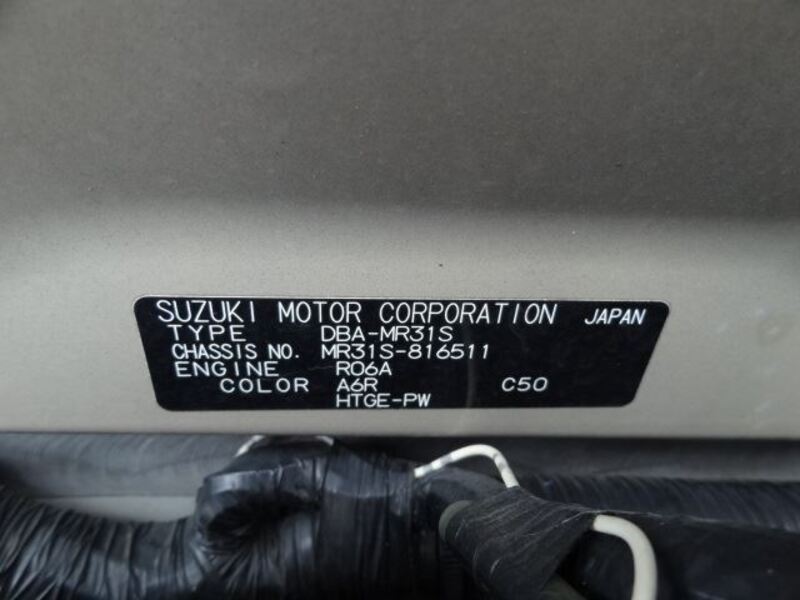 SUZUKI MOTOR CORPORATION JAPAN
TYPE DBA-MR31S
CHASSIS NO. MR31S-816511
ENGINE R06A
COLOR A6R C50
HTGE-PW